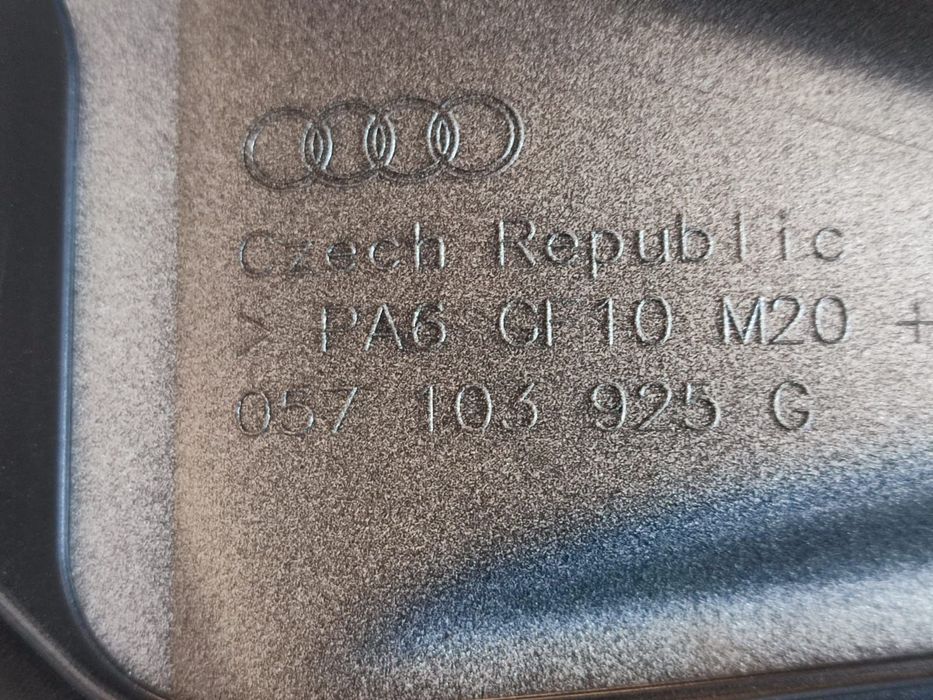 Czech Republic
> PA6 GF10 M20 +
057 103 925 G